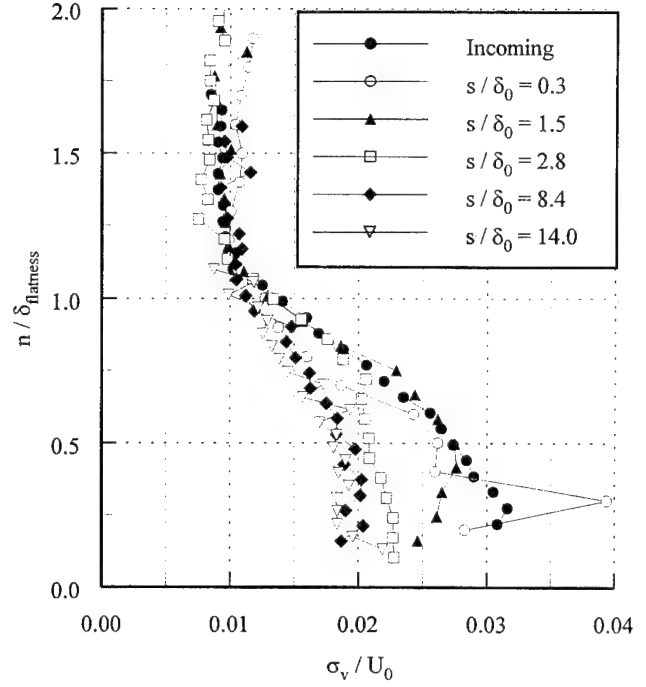 2.0
1.5
1.0
0.5
0.0
n / δflatness
Incoming
s / δ0 = 0.3
s / δ0 = 1.5
s / δ0 = 2.8
s / δ0 = 8.4
s / δ0 = 14.0
0.00 0.01 0.02 0.03 0.04
σv / U0